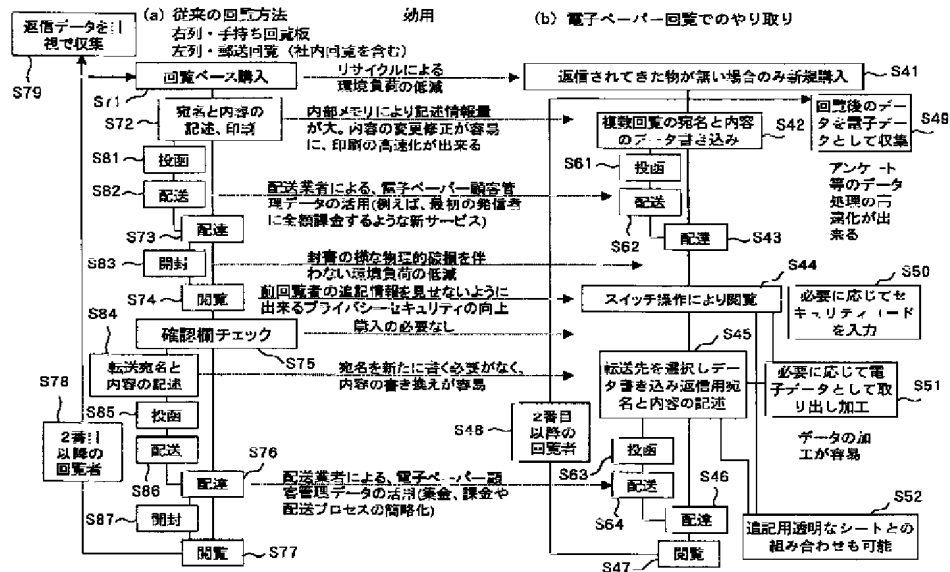 (a) 従来の回覧方法
右列・手持ち回覧板
左列・郵送回覧（社内回覧を含む）
効用
(b) 電子ペーパー回覧でのやり取り
返信データを目
視で収集
S79
回覧ベース購入
S71
リサイクルによる
環境負荷の低減
返信されてきた物が無い場合のみ新規購入
S41
S72
宛名と内容の
記述、印刷
内部メモリにより記述情報量
が大。内容の変更修正が容易
に、印刷の高速化が出来る
複数回覧の宛名と内容
のデータ書き込み
S42
回覧後のデー
タを電子デー
タとして収集
S49
アンケート
等のデータ
処理の高
速化が出
来る
S81
投函
S82
配送
配送業者による、電子ペーパー顧客管
理データの活用(例えば、最初の発信者
に全額課金するような新サービス)
S61
投函
配送
S62
S73
配達
配達
S43
S83
開封
封書の様な物理的破損を伴
わない環境負荷の低減
S74
閲覧
前回覧者の追記情報を見せないように
出来るプライバシーセキュリティの向上
スイッチ操作により閲覧
S44
必要に応じてセ
キュリティコード
を入力
S50
S84
確認欄チェック
S75
購入の必要なし
S45
転送宛名と
内容の記述
宛名を新たに書く必要がなく、
内容の書き換えが容易
転送先を選択しデー
タ書き込み返信用宛
名と内容の記述
必要に応じて電
子データとして取
り出し加工
S51
データの加
工が容易
S78
2番目
以降の
回覧者
S85
投函
配送
S86
S48
2番目
以降の
回覧者
S63
投函
配送
S64
S76
配達
配送業者による、電子ペーパー顧
客管理データの活用(集金、課金や
配送プロセスの簡略化)
S46
配達
S87
開封
閲覧
S77
閲覧
S47
S52
追記用透明なシートとの
組み合わせも可能